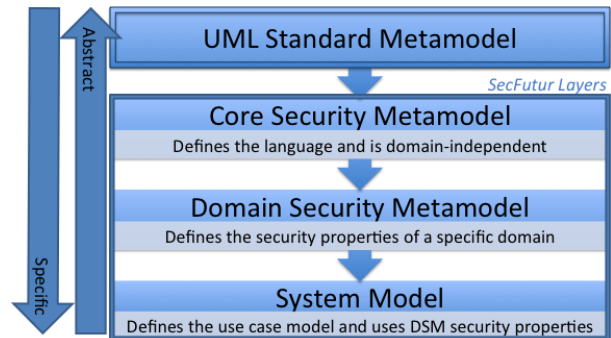 Abstract
Specific
UML Standard Metamodel
SecFutur Layers
Core Security Metamodel
Defines the language and is domain-independent
Domain Security Metamodel
Defines the security properties of a specific domain
System Model
Defines the use case model and uses DSM security properties